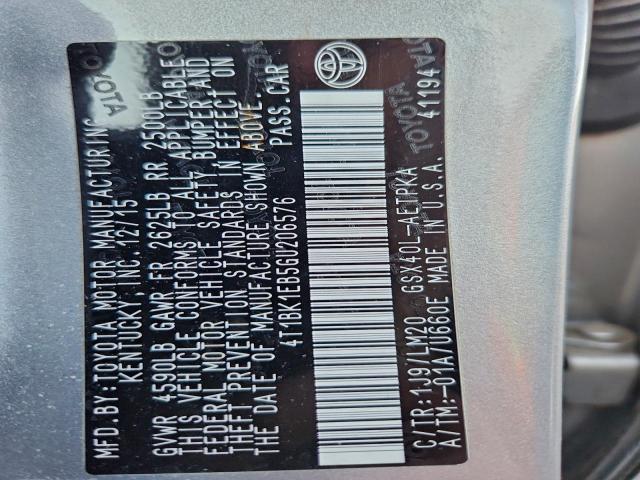 MFD. BY: TOYOTA MOTOR MANUFACTURING
KENTUCKY, INC. 12/15
GVWR 4590LB GAWR FR 2625LB RR 2500LB
THIS VEHICLE CONFORMS TO ALL APPLICABLE
FEDERAL MOTOR VEHICLE SAFETY, BUMPER, AND
THEFT PREVENTION STANDARDS IN EFFECT ON
THE DATE OF MANUFACTURE SHOWN ABOVE.
4T1BK1EB5GU206576 PASS. CAR
C/TR: 1J9/LM20 GSX40L-AETPKA
A/TM: -01A/U660E MADE IN U.S.A. 41194
TOYOTA
TOYOTA
TOYOTA